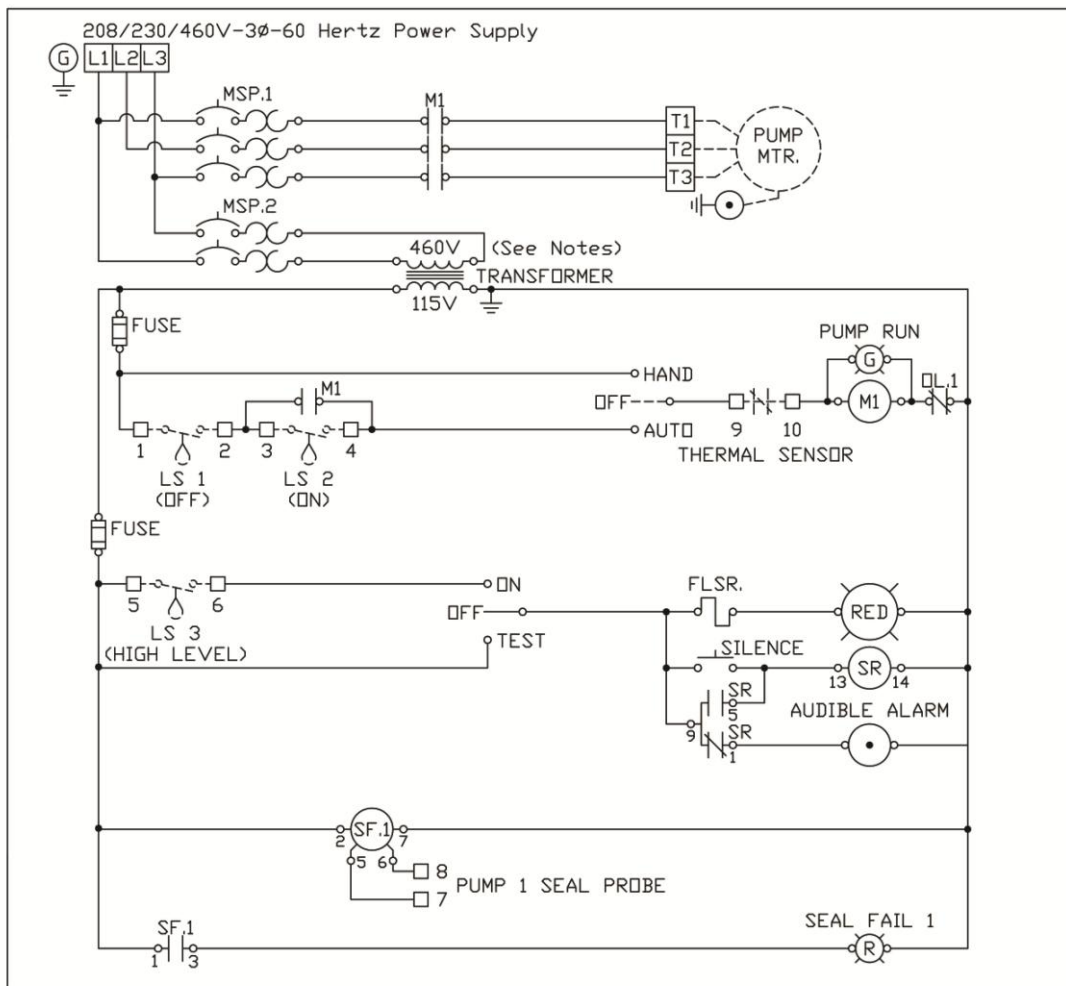 208/230/460V-3Ø-60 Hertz Power Supply
G L1 L2 L3
MSP.1
M1
T1
T2
T3
PUMP
MTR.
MSP.2
460V (See Notes)
TRANSFORMER
115V
FUSE
PUMP RUN
G
HAND
M1
OFF
M1
OL.1
AUTO
1 2 3 4
9 10
THERMAL SENSOR
LS 1
(OFF)
LS 2
(ON)
FUSE
ON
5 6
LS 3
(HIGH LEVEL)
OFF
TEST
FLSR.
RED
SILENCE
SR
13 14
SR
5
9
SR
1
AUDIBLE ALARM
SF.1
2 7
5 6
8
7
PUMP 1 SEAL PROBE
SF.1
1 3
SEAL FAIL 1
R